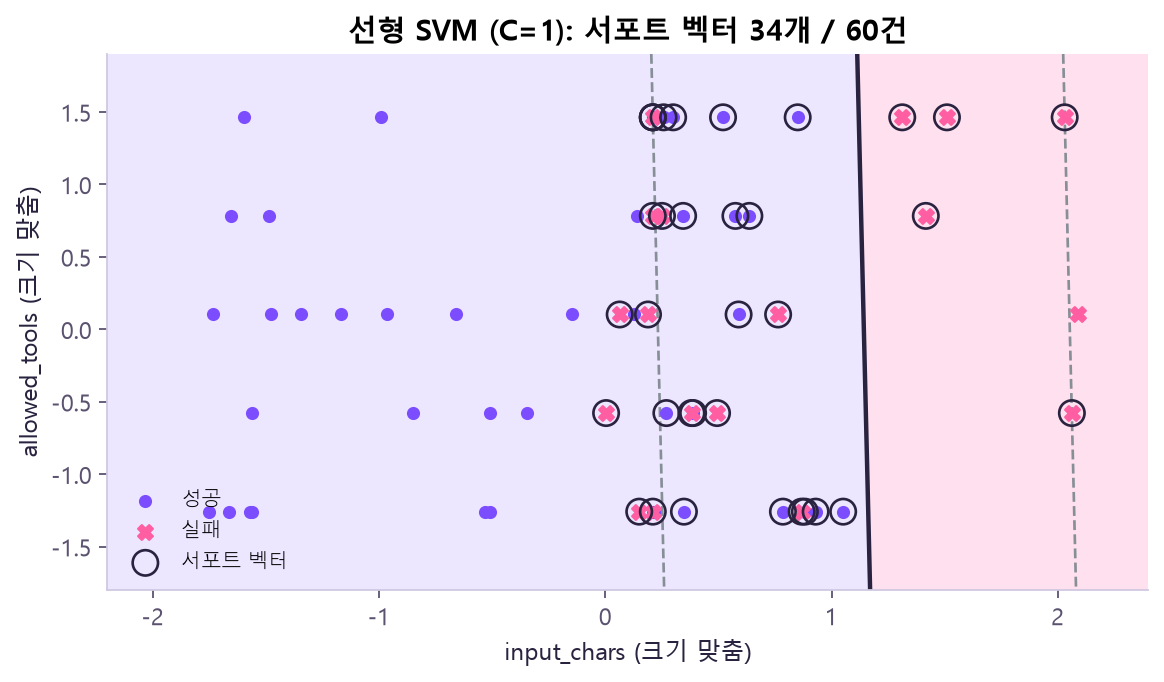 선형 SVM (C=1): 서포트 벡터 34개 / 60건
allowed_tools (크기 맞춤)
1.5
1.0
0.5
0.0
-0.5
-1.0
-1.5
성공
실패
서포트 벡터
-2
-1
0
1
2
input_chars (크기 맞춤)